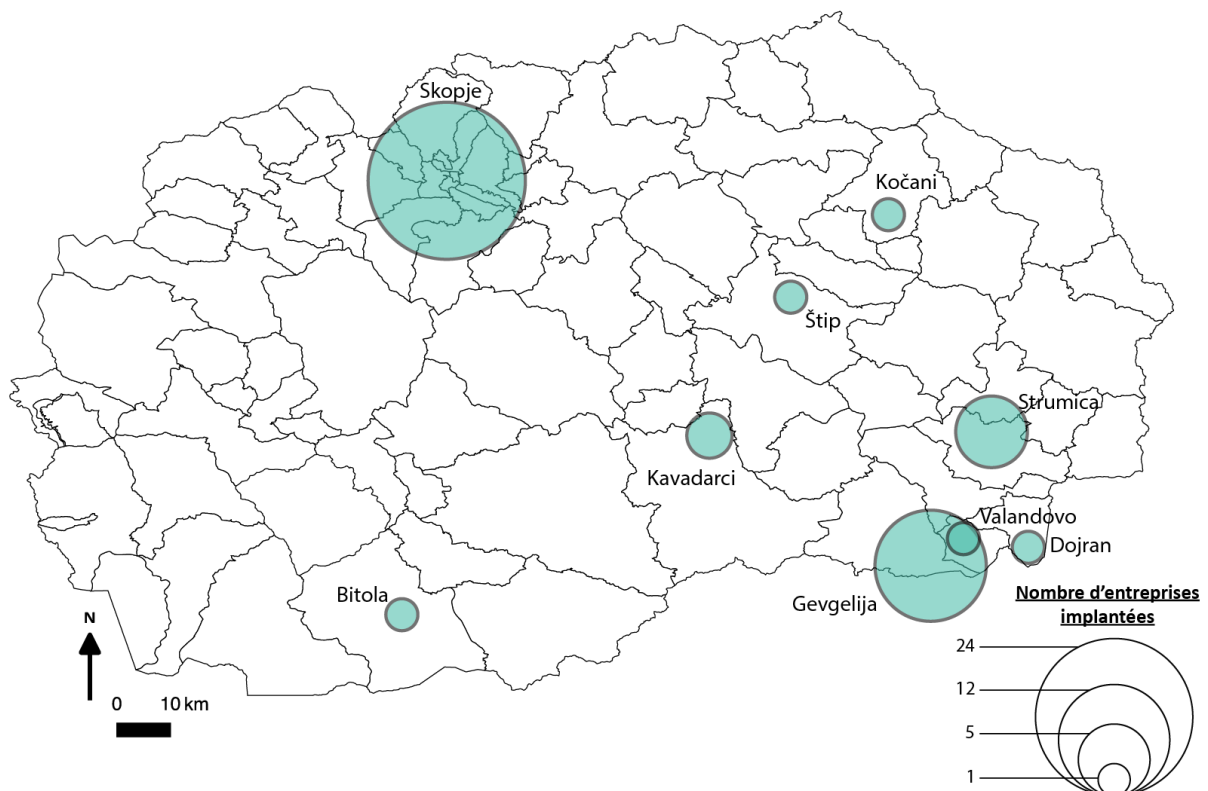 Skopje
Kočani
Štip
Strumica
Kavadarci
Valandovo
Dojran
Gevgelija
Bitola
N
0 10 km
Nombre d’entreprises
implantées
24
12
5
1